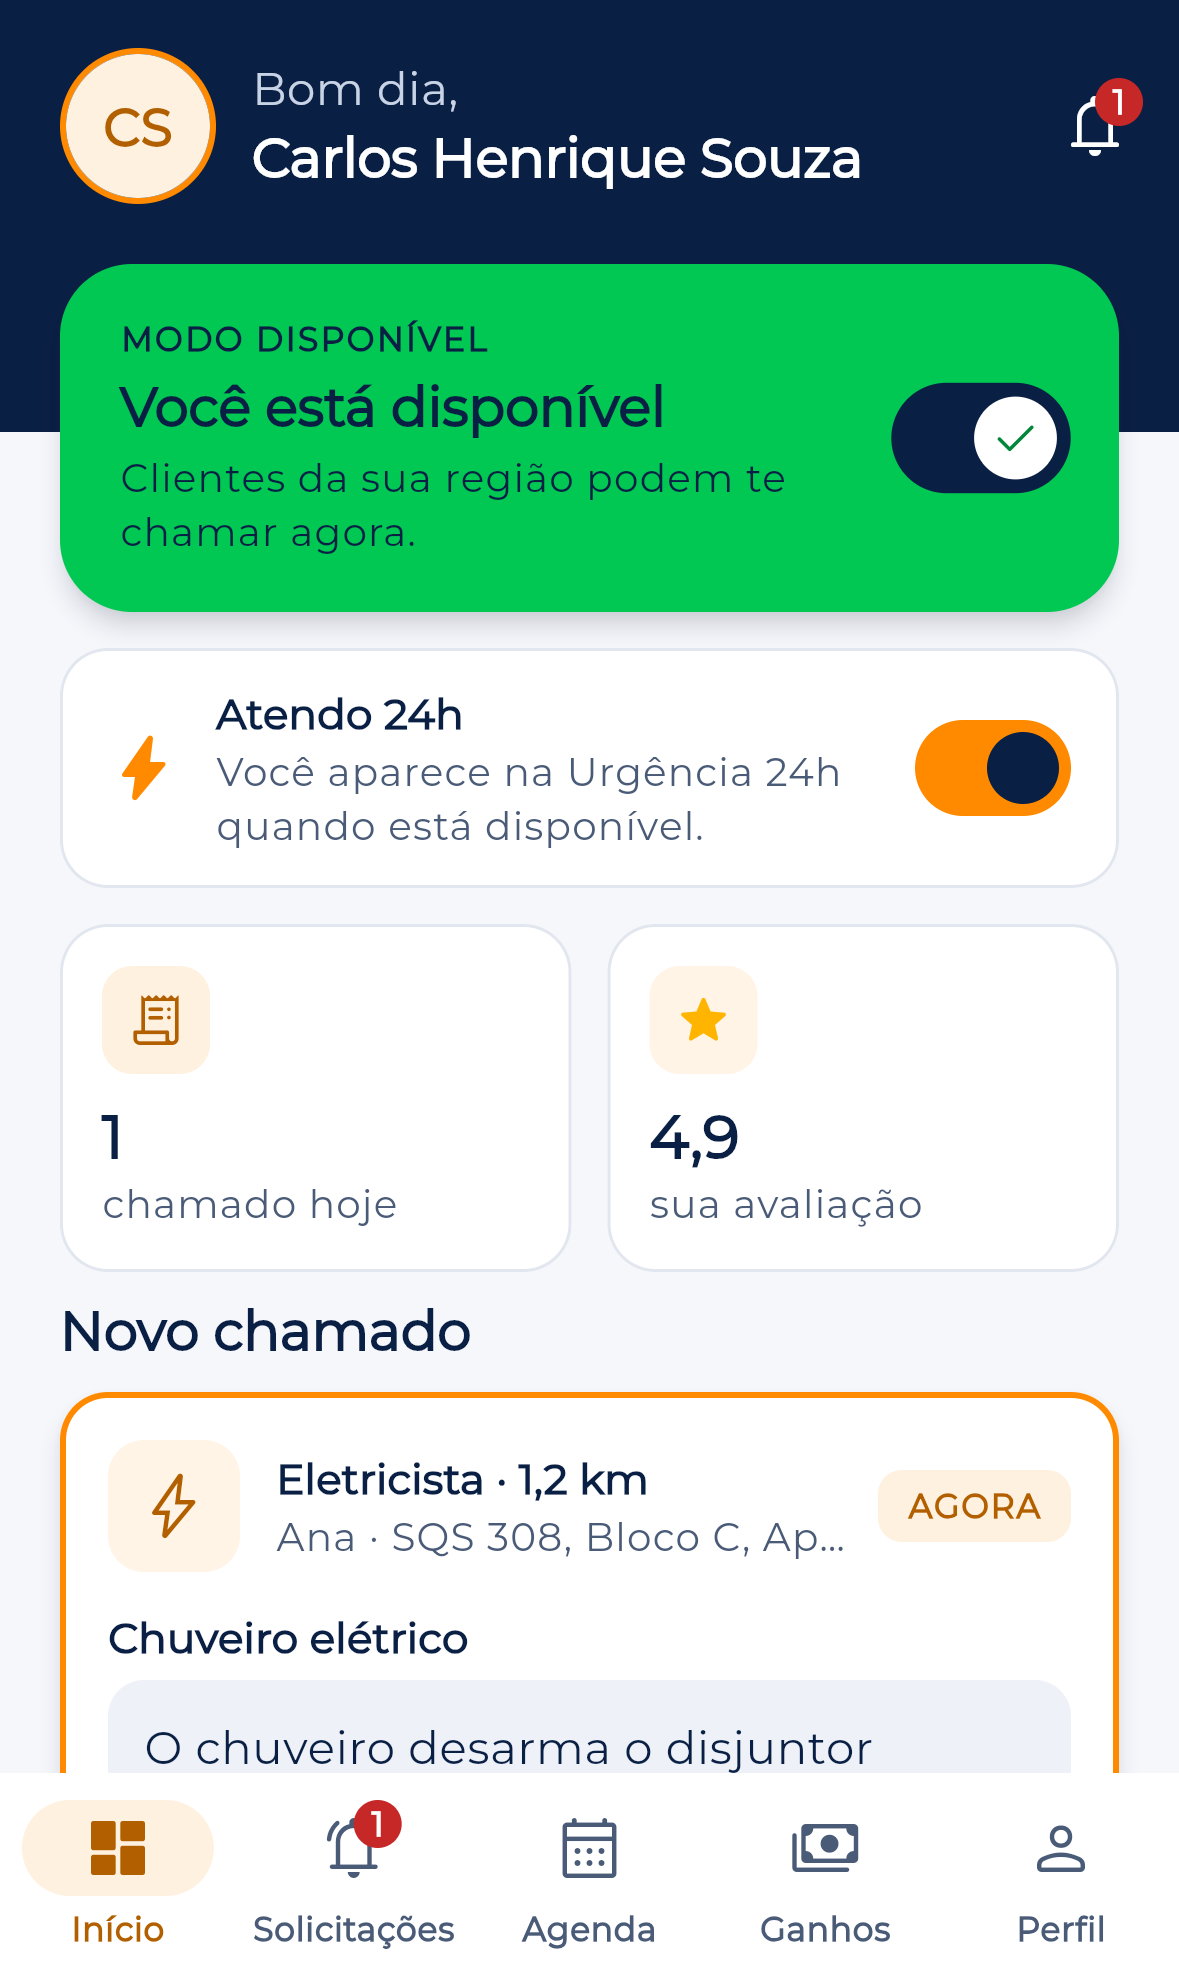 CS
Bom dia,
Carlos Henrique Souza
1
MODO DISPONÍVEL
Você está disponível
Clientes da sua região podem te
chamar agora.
Atendo 24h
Você aparece na Urgência 24h
quando está disponível.
1
chamado hoje
4,9
sua avaliação
Novo chamado
Eletricista · 1,2 km
Ana · SQS 308, Bloco C, Ap...
AGORA
Chuveiro elétrico
O chuveiro desarma o disjuntor
1
Início
Solicitações
Agenda
Ganhos
Perfil